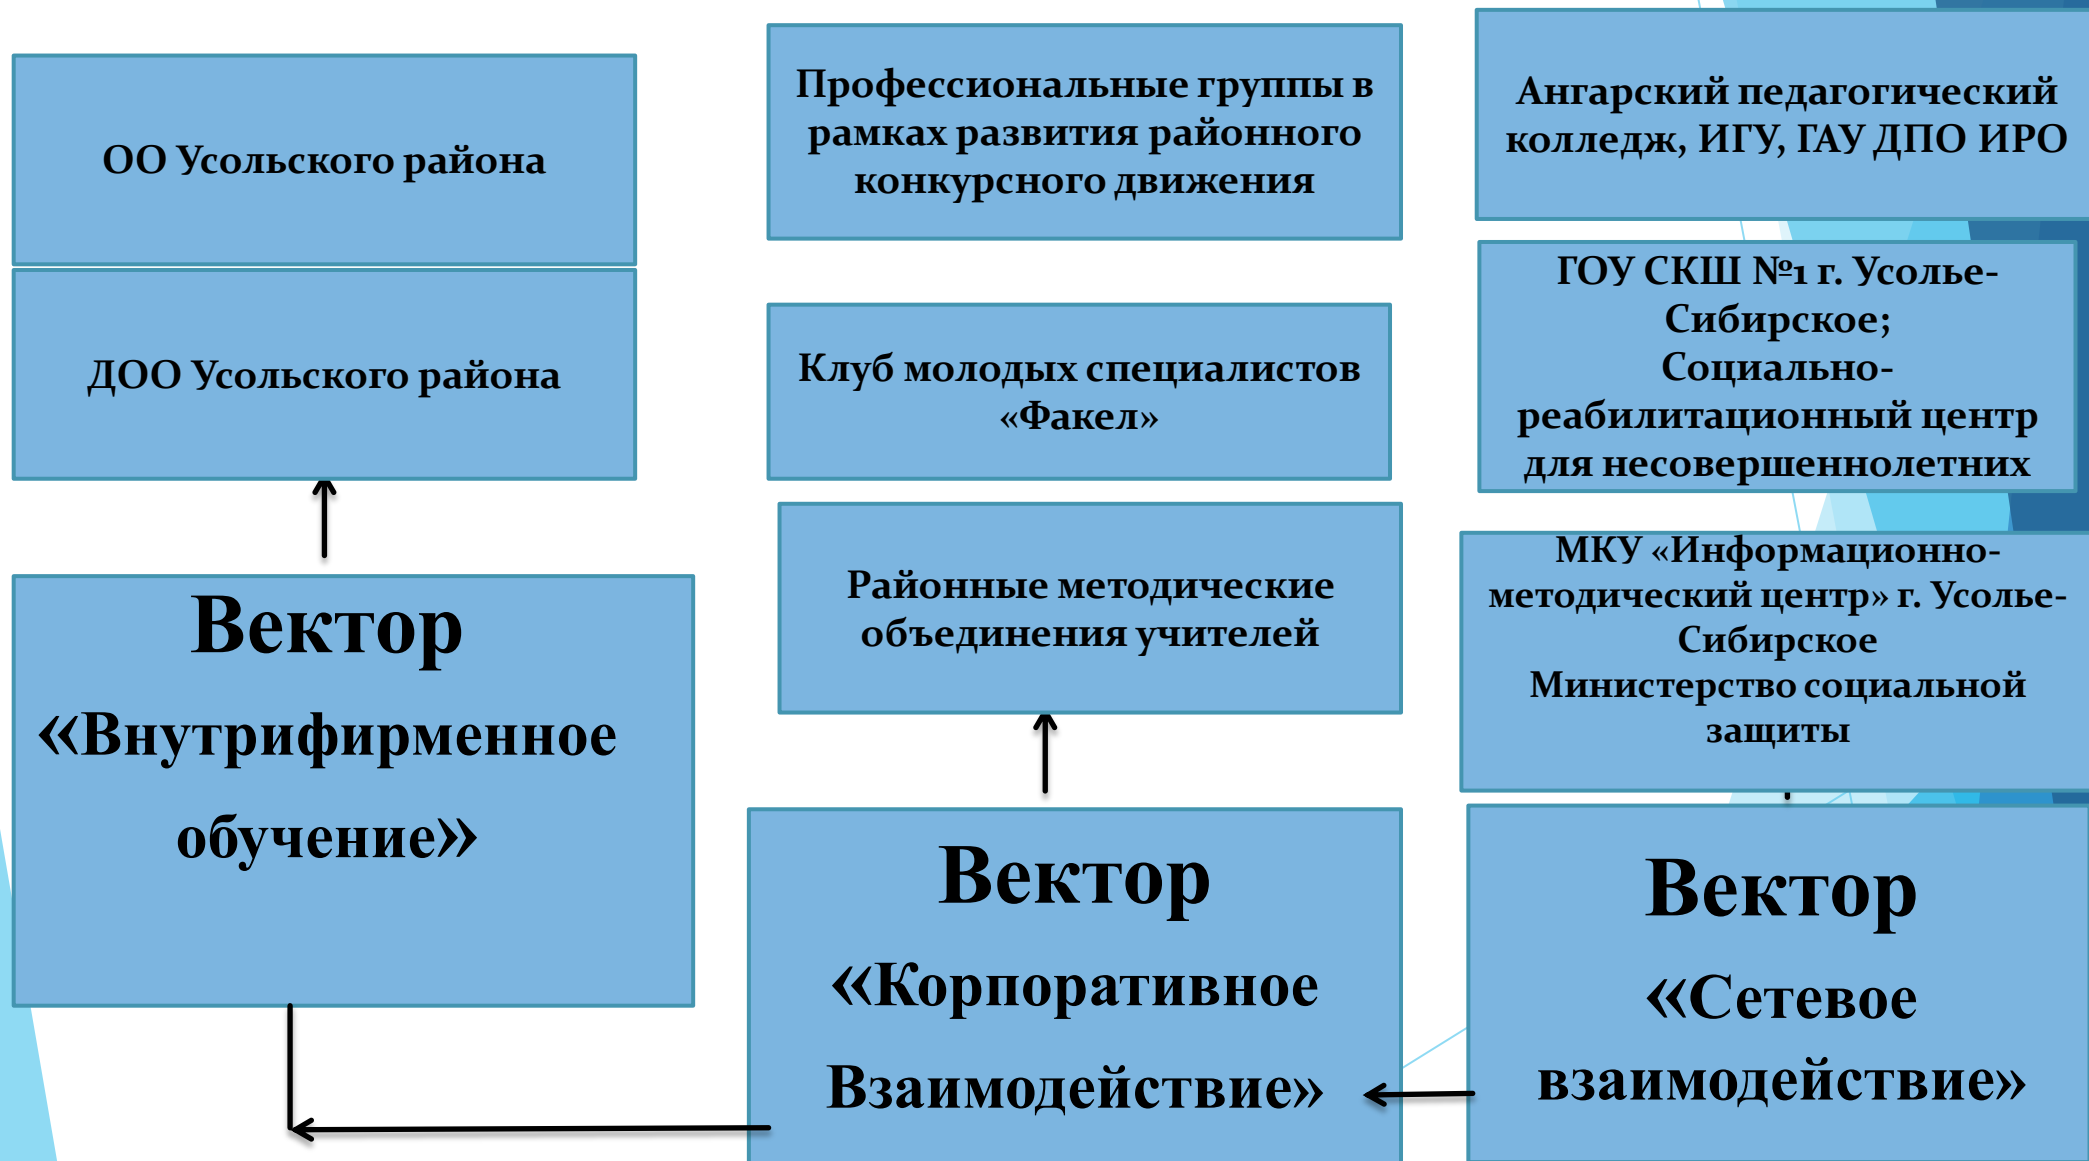 ОО Усольского района
ДОО Усольского района
Вектор
«Внутрифирменное
обучение»
Профессиональные группы в
рамках развития районного
конкурсного движения
Клуб молодых специалистов
«Факел»
Районные методические
объединения учителей
Вектор
«Корпоративное
Взаимодействие»
Ангарский педагогический
колледж, ИГУ, ГАУ ДПО ИРО
ГОУ СКШ №1 г. Усолье-
Сибирское;
Социально-
реабилитационный центр
для несовершеннолетних
МКУ «Информационно-
методический центр» г. Усолье-
Сибирское
Министерство социальной
защиты
Вектор
«Сетевое
взаимодействие»